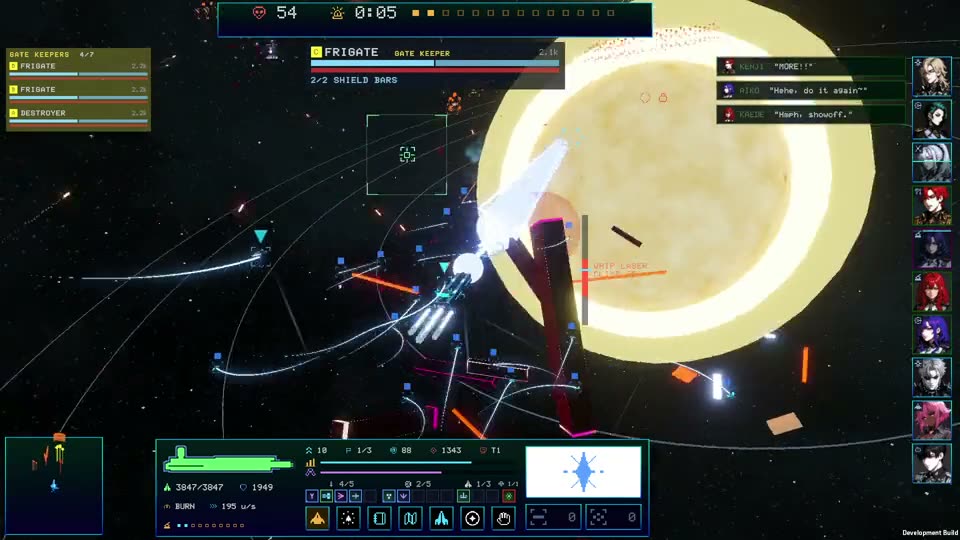 54 0:05
GATE KEEPERS 4/7
FRIGATE 2.2k
FRIGATE 2.2k
A DESTROYER 2.2k
C FRIGATE GATE KEEPER 2.1k
2/2 SHIELD BARS
KENJI "MORE!!"
AIKO "Hehe, do it again~"
KAEDE "Hmph, showoff."
WHIP LASER
10 1/3 88 1343 T1
3847/3847 1949
BURN 195 u/s
4/5 2/5 1/3 1/1
0 0
Development Build